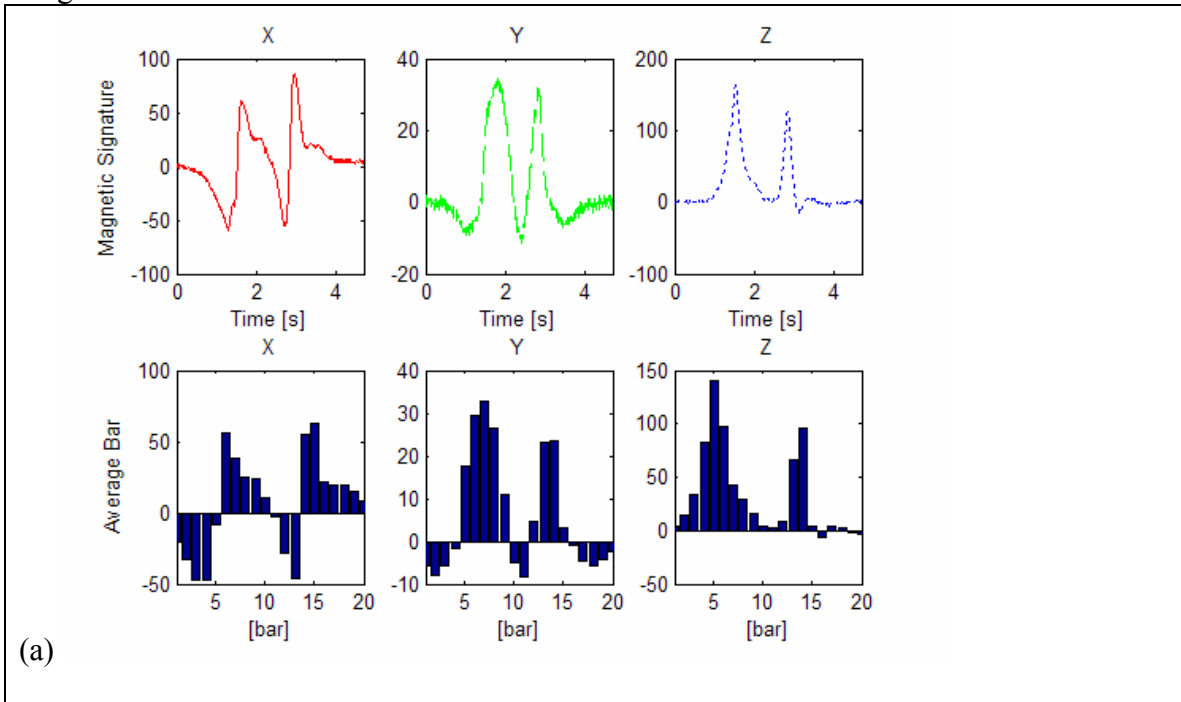 X Y Z
Magnetic Signature
100 50 0 -50 -100
40 20 0 -20
200 100 0 -100
0 2 4 0 2 4 0 2 4
Time [s] Time [s] Time [s]
X Y Z
Average Bar
100 50 0 -50
40 30 20 10 0 -10
150 100 50 0 -50
5 10 15 20 5 10 15 20 5 10 15 20
[bar] [bar] [bar]
(a)